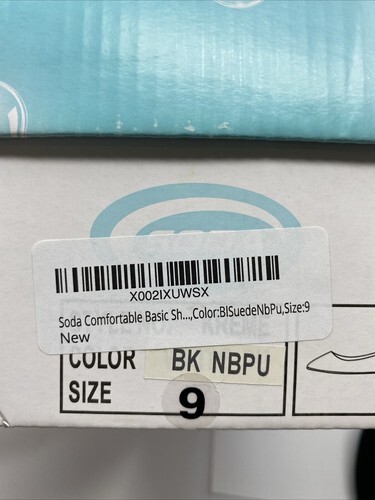 X002IXUWSX
Soda Comfortable Basic Sh...,Color:BlSuedeNbPu,Size:9
New
COLOR BK NBPU
SIZE 9